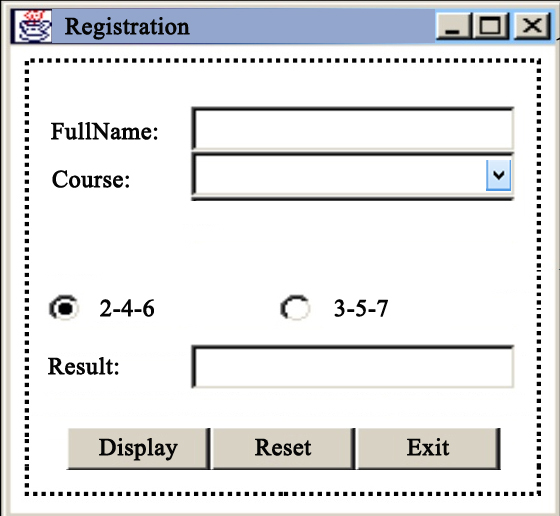 Registration
FullName:
Course:
2-4-6 3-5-7
Result:
Display Reset Exit